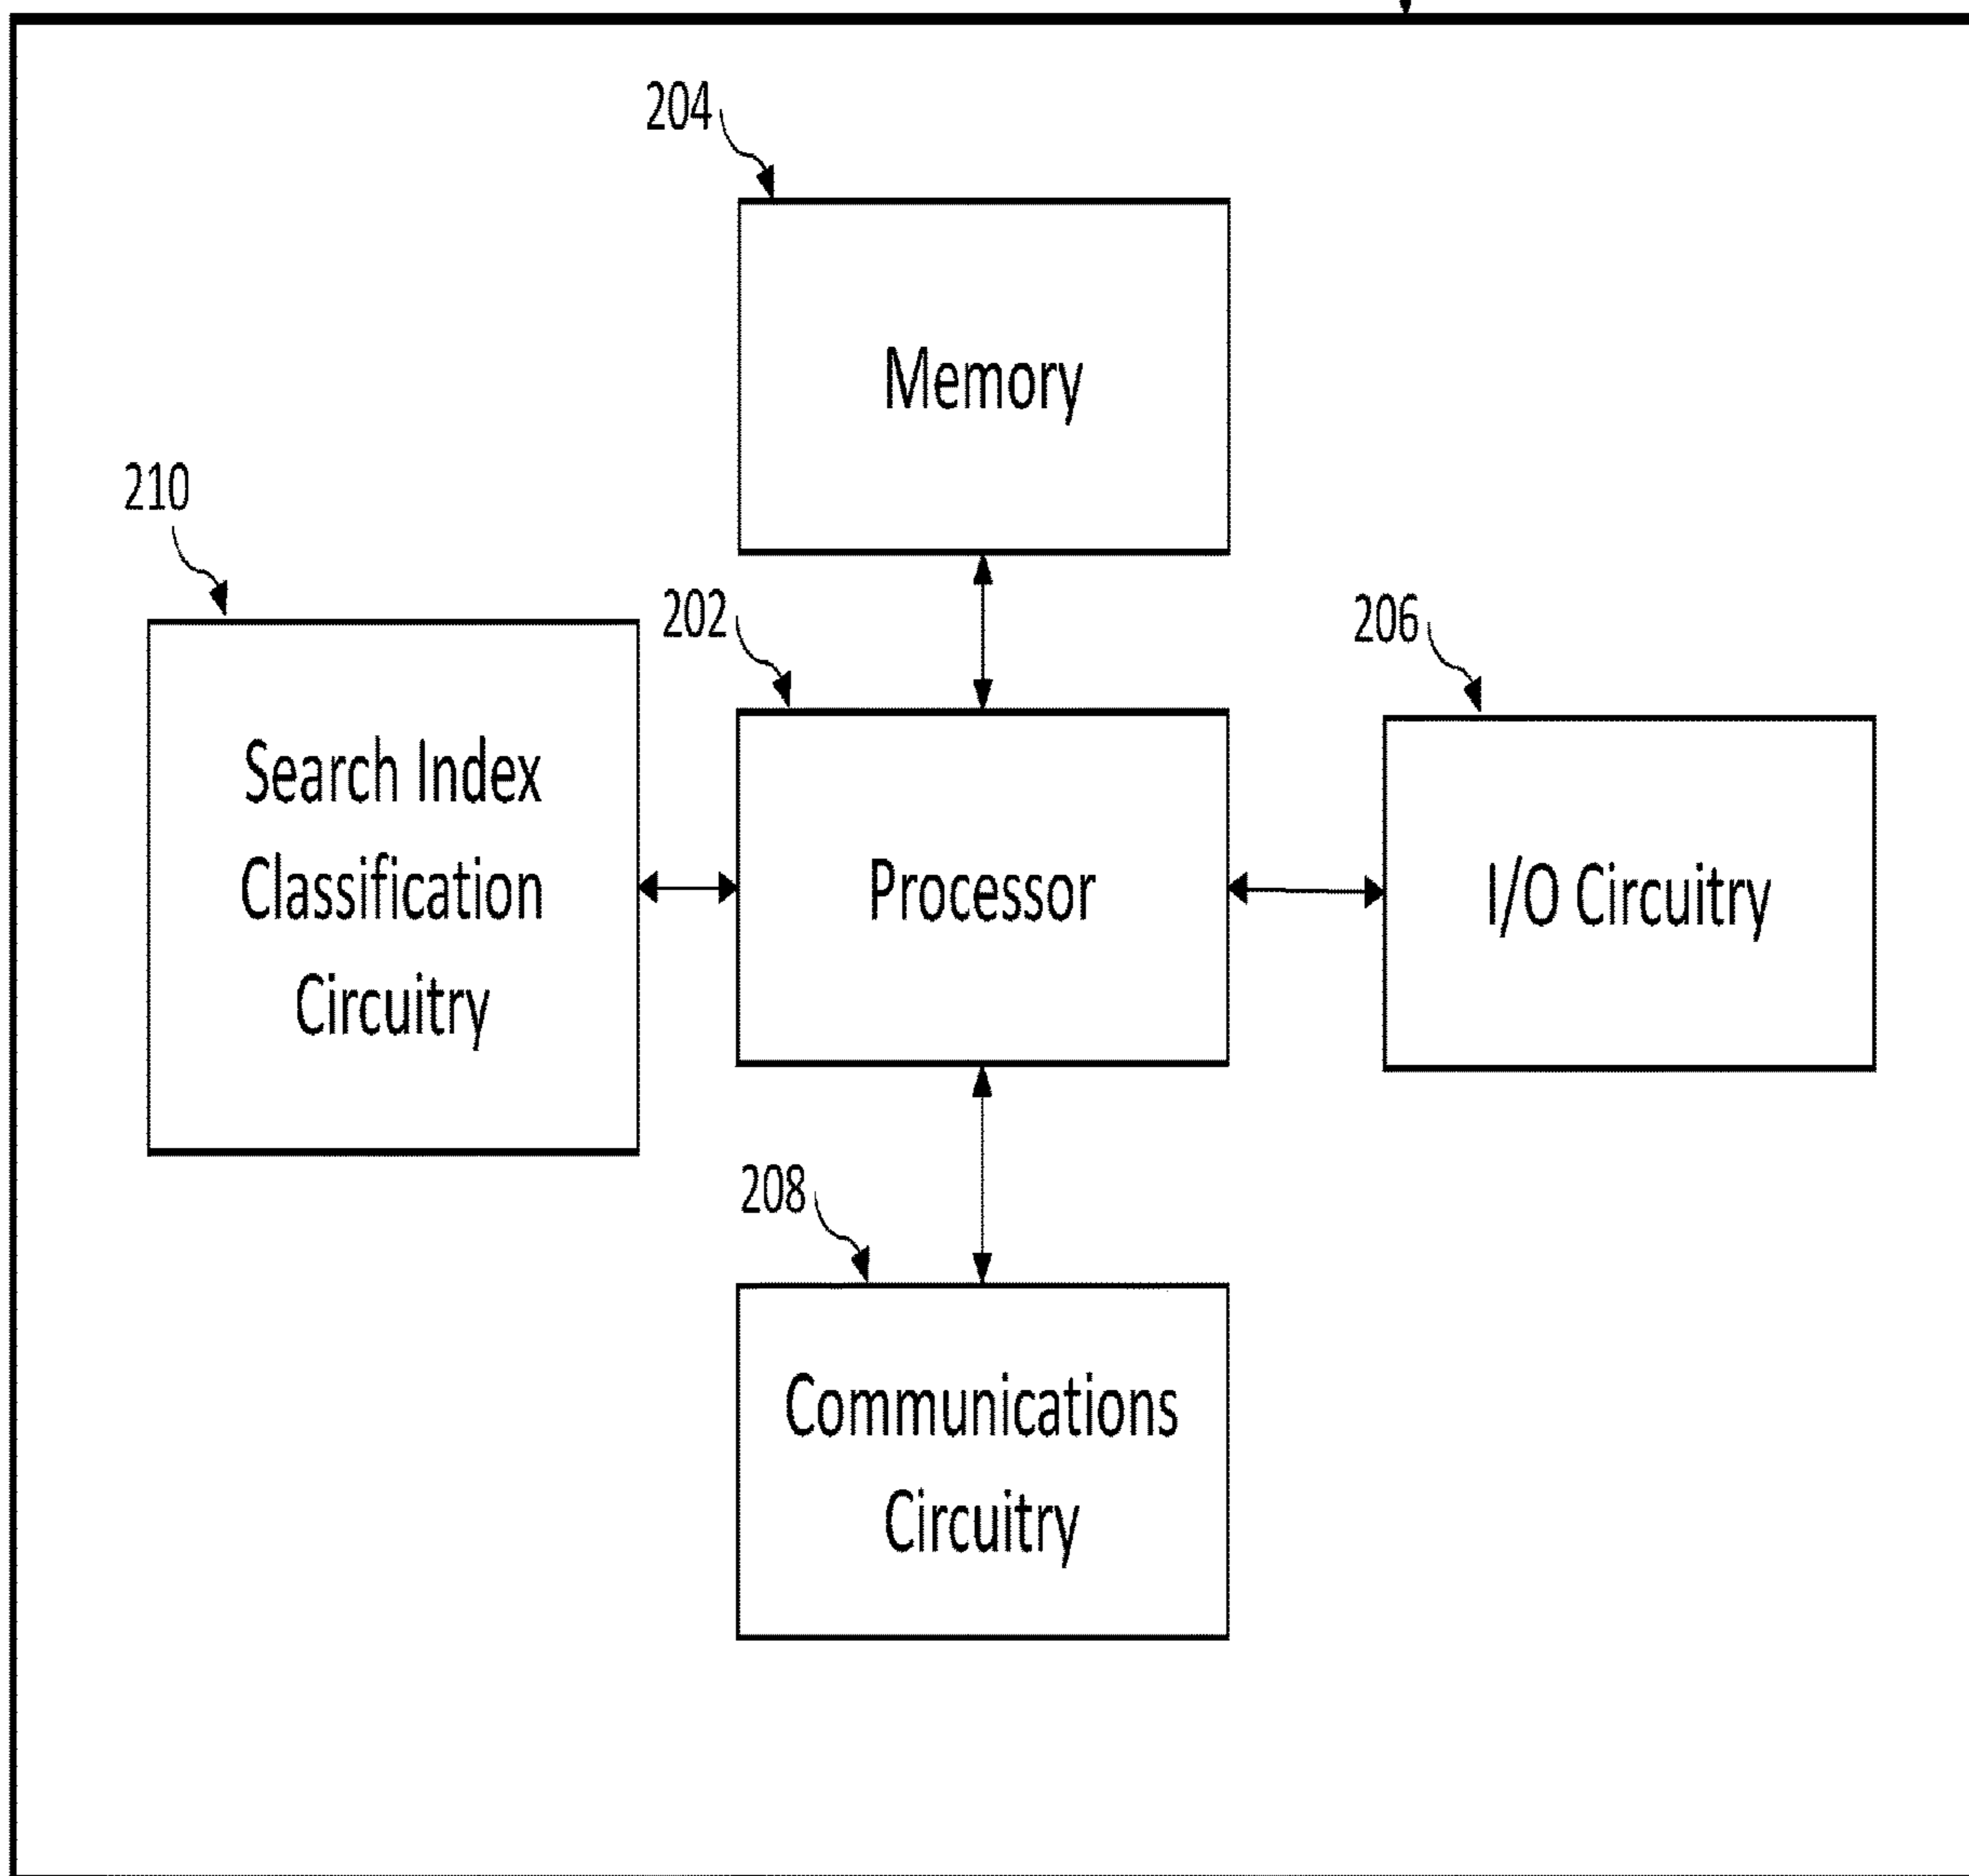 204
Memory
210
202
206
Search Index
Classification
Circuitry
Processor
I/O Circuitry
208
Communications
Circuitry